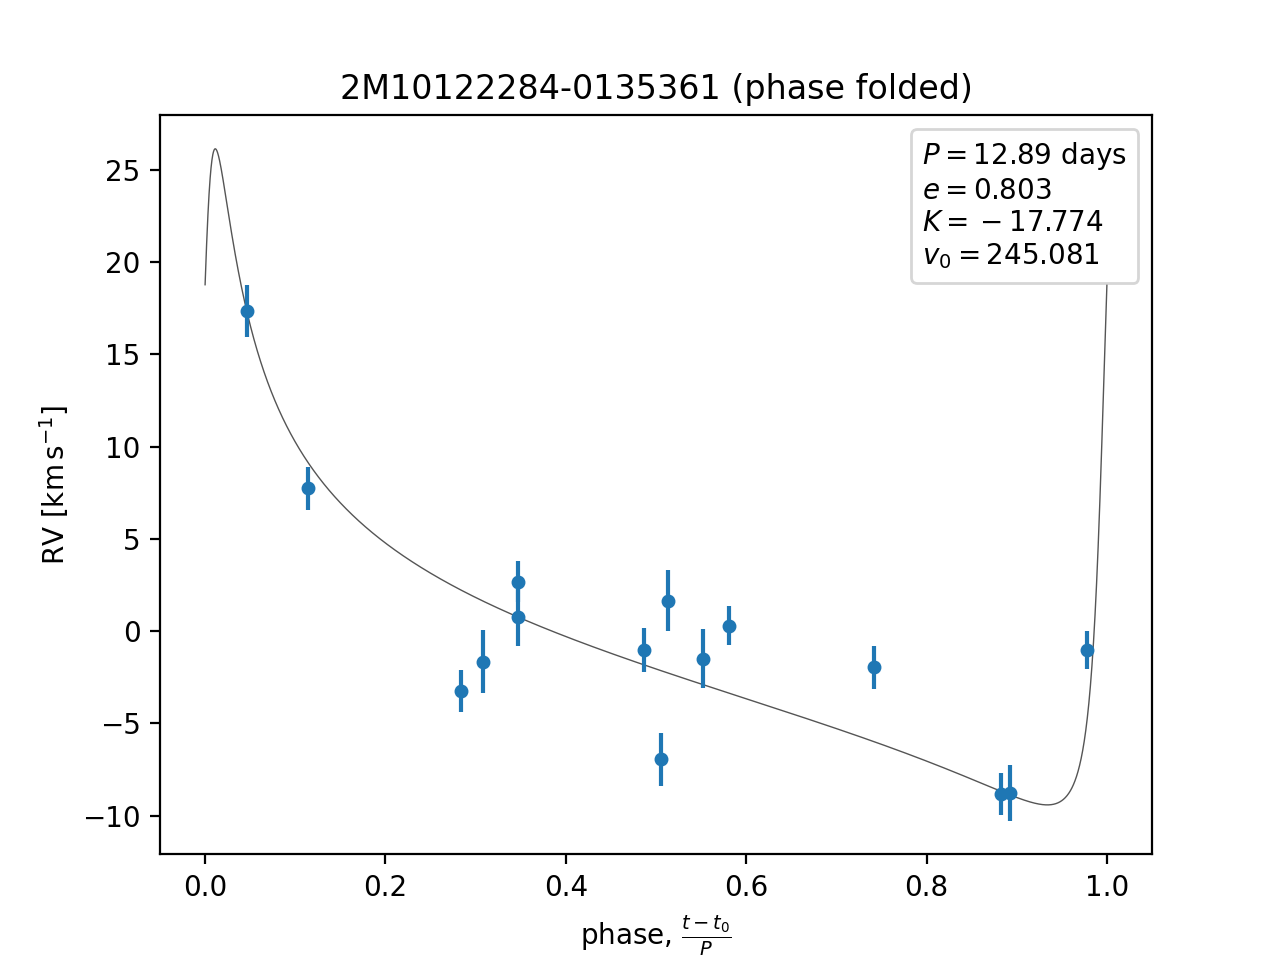 2M10122284-0135361 (phase folded)
P = 12.89 days
e = 0.803
K = −17.774
v₀ = 245.081
25
20
15
10
5
0
−5
−10
RV [km s⁻¹]
0.0 0.2 0.4 0.6 0.8 1.0
phase, (t − t₀)/P